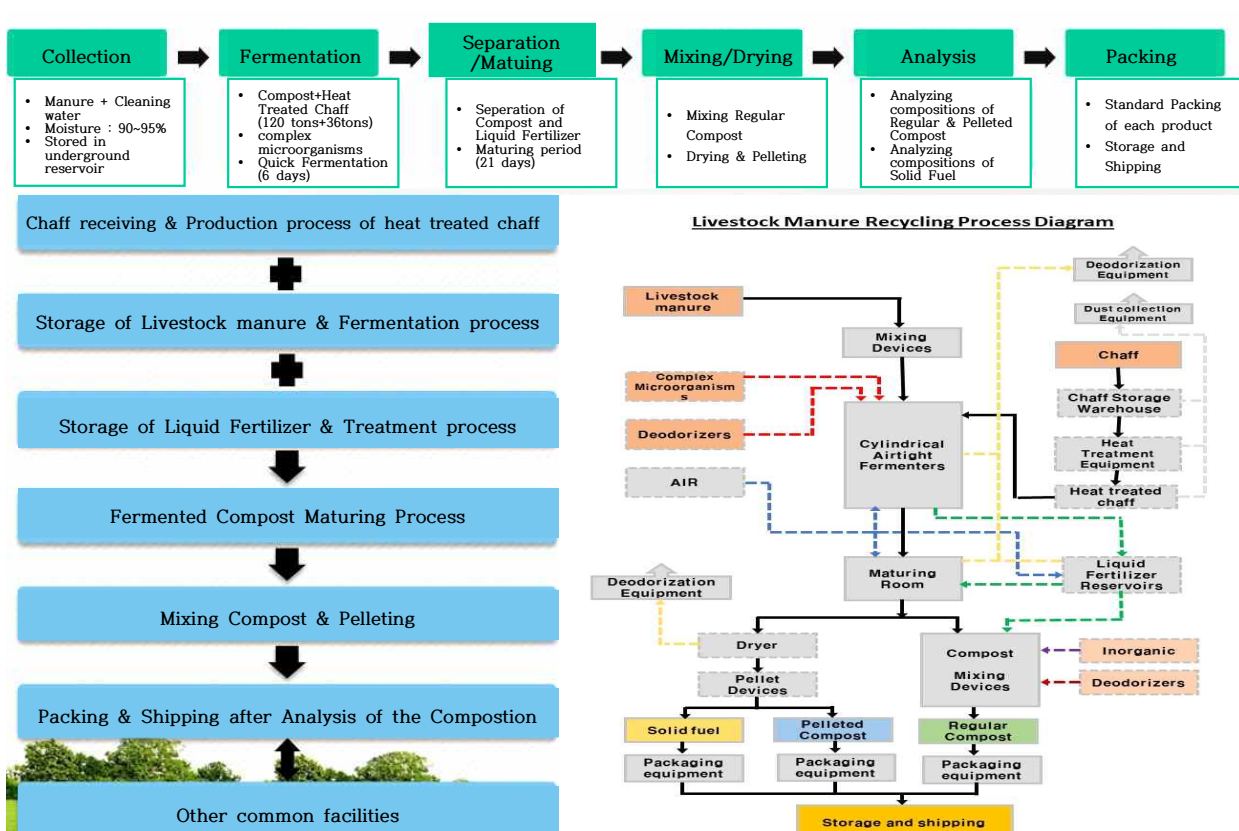 Collection
Fermentation
Separation
/Matuing
Mixing/Drying
Analysis
Packing
• Manure + Cleaning
water
• Moisture : 90~95%
• Stored in
underground
reservoir
• Compost+Heat
Treated Chaff
(120 tons+36tons)
• complex
microorganisms
• Quick Fermentation
(6 days)
• Seperation of
Compost and
Liquid Fertilizer
• Maturing period
(21 days)
• Mixing Regular
Compost
• Drying & Pelleting
• Analyzing
compositions of
Regular & Pelleted
Compost
• Analyzing
compositions of
Solid Fuel
• Standard Packing
of each product
• Storage and
Shipping
Chaff receiving & Production process of heat treated chaff
Storage of Livestock manure & Fermentation process
Storage of Liquid Fertilizer & Treatment process
Fermented Compost Maturing Process
Mixing Compost & Pelleting
Packing & Shipping after Analysis of the Compostion
Other common facilities
Livestock Manure Recycling Process Diagram
Deodorization
Equipment
Livestock
manure
Dust collection
Equipment
Mixing
Devices
Chaff
Complex
Microorganism
s
Chaff Storage
Warehouse
Deodorizers
Cylindrical
Airtight
Fermenters
Heat
Treatment
Equipment
AIR
Heat treated
chaff
Deodorization
Equipment
Maturing
Room
Liquid
Fertilizer
Reservoirs
Dryer
Compost
Mixing
Devices
Inorganic
Pellet
Devices
Deodorizers
Solid fuel
Pelleted
Compost
Regular
Compost
Packaging
equipment
Packaging
equipment
Packaging
equipment
Storage and shipping